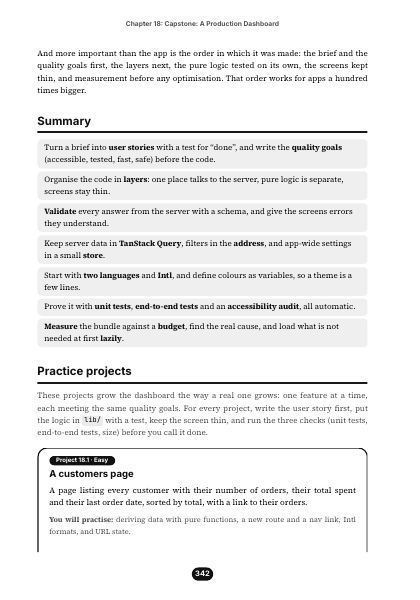 Chapter 18: Capstone: A Production Dashboard
And more important than the app is the order in which it was made: the brief and the
quality goals first, the layers next, the pure logic tested on its own, the screens kept
thin, and measurement before any optimisation. That order works for apps a hundred
times bigger.
Summary
Turn a brief into user stories with a test for “done”, and write the quality goals
(accessible, tested, fast, safe) before the code.
Organise the code in layers: one place talks to the server, pure logic is separate,
screens stay thin.
Validate every answer from the server with a schema, and give the screens errors
they understand.
Keep server data in TanStack Query, filters in the address, and app-wide settings
in a small store.
Start with two languages and Intl, and define colours as variables, so a theme is a
few lines.
Prove it with unit tests, end-to-end tests and an accessibility audit, all automatic.
Measure the bundle against a budget, find the real cause, and load what is not
needed at first lazily.
Practice projects
These projects grow the dashboard the way a real one grows: one feature at a time,
each meeting the same quality goals. For every project, write the user story first, put
the logic in lib/ with a test, keep the screen thin, and run the three checks (unit tests,
end-to-end tests, size) before you call it done.
Project 18.1 · Easy
A customers page
A page listing every customer with their number of orders, their total spent
and their last order date, sorted by total, with a link to their orders.
You will practise: deriving data with pure functions, a new route and a nav link, Intl
formats, and URL state.
342